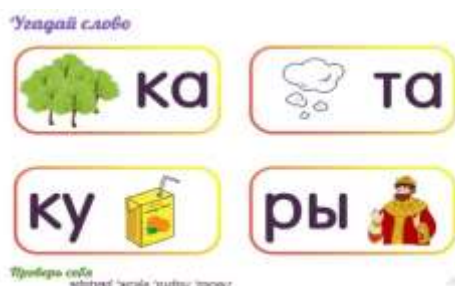 Угадай слово
ка
та
ку
ры
Проверь себя